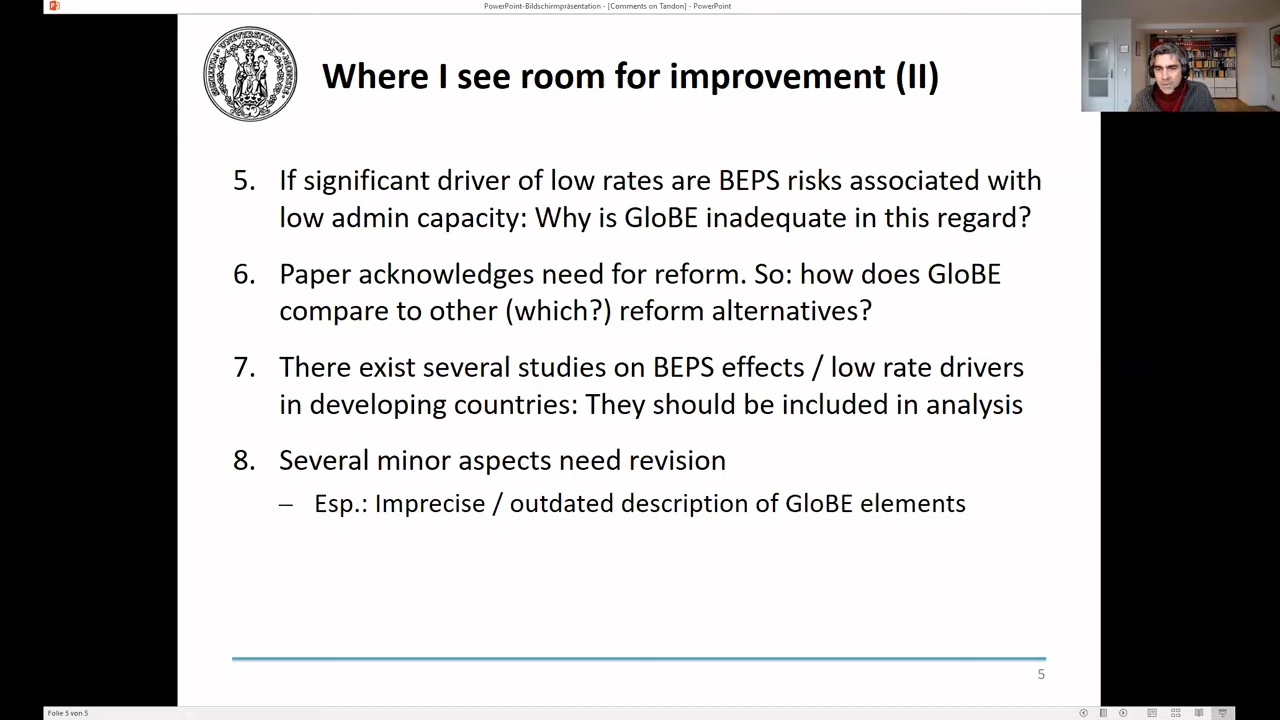 PowerPoint-Bildschirmpräsentation - [Comments on Tandon] - PowerPoint
Where I see room for improvement (II)
5. If significant driver of low rates are BEPS risks associated with
low admin capacity: Why is GloBE inadequate in this regard?
6. Paper acknowledges need for reform. So: how does GloBE
compare to other (which?) reform alternatives?
7. There exist several studies on BEPS effects / low rate drivers
in developing countries: They should be included in analysis
8. Several minor aspects need revision
– Esp.: Imprecise / outdated description of GloBE elements
5
Folie 5 von 5